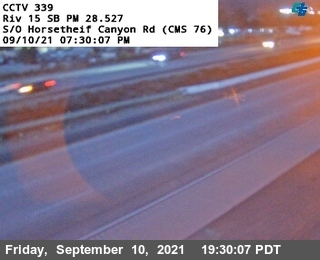 CCTV 339
Riv 15 SB PM 28.527
S/O Horsetheif Canyon Rd (CMS 76)
09/10/21 07:30:07 PM
Friday, September 10, 2021 19:30:07 PDT